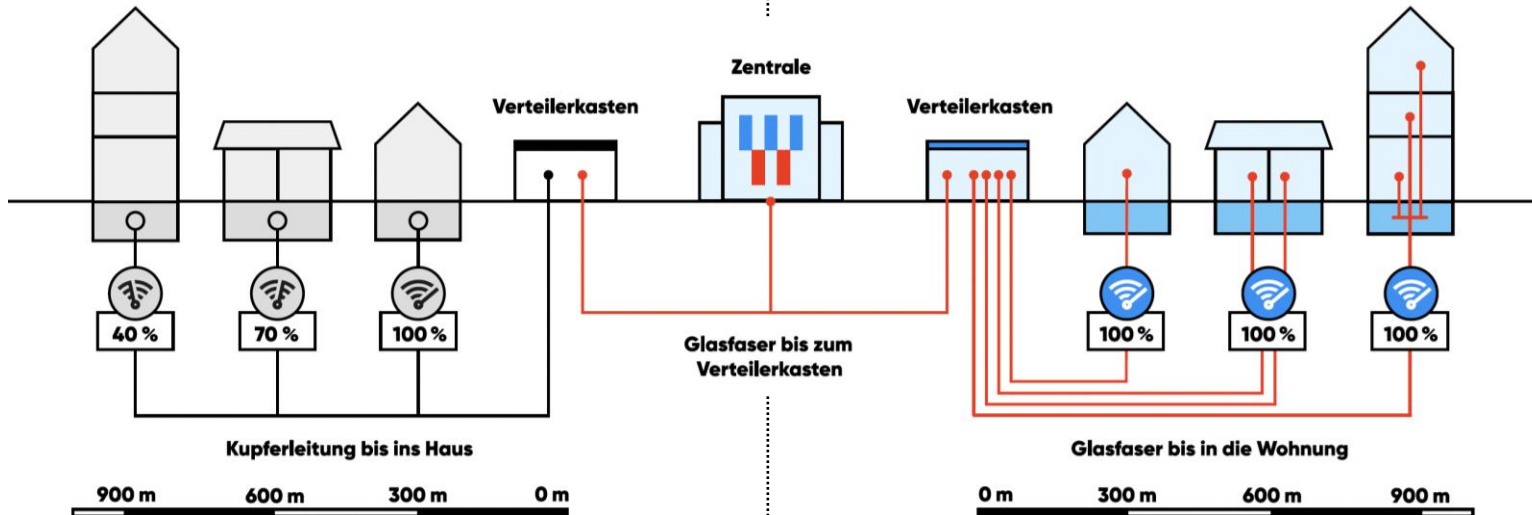 Zentrale
Verteilerkasten
Verteilerkasten
40 %
70 %
100 %
100 %
100 %
100 %
Glasfaser bis zum
Verteilerkasten
Kupferleitung bis ins Haus
Glasfaser bis in die Wohnung
900 m
600 m
300 m
0 m
0 m
300 m
600 m
900 m